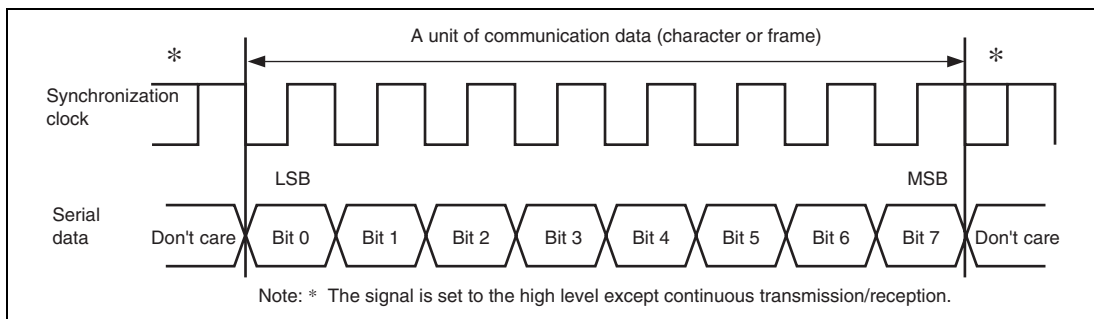 A unit of communication data (character or frame)
* *
Synchronization
clock
LSB MSB
Serial
data
Don't care Bit 0 Bit 1 Bit 2 Bit 3 Bit 4 Bit 5 Bit 6 Bit 7 Don't care
Note: * The signal is set to the high level except continuous transmission/reception.